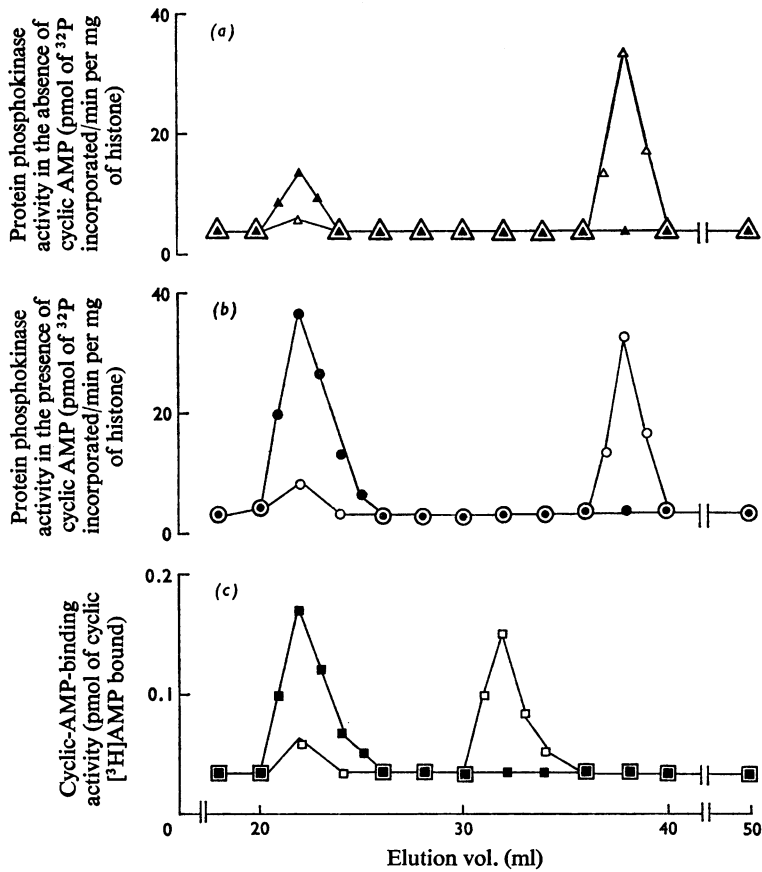 Protein phosphokinase
activity in the absence of
cyclic AMP (pmol of ³²P
incorporated/min per mg
of histone)
40
20
0
(a)
Protein phosphokinase
activity in the presence of
cyclic AMP (pmol of ³²P
incorporated/min per mg
of histone)
40
20
0
(b)
Cyclic-AMP-binding
activity (pmol of cyclic
[³H]AMP bound)
0.2
0.1
(c)
0 20 30 40 50
Elution vol. (ml)